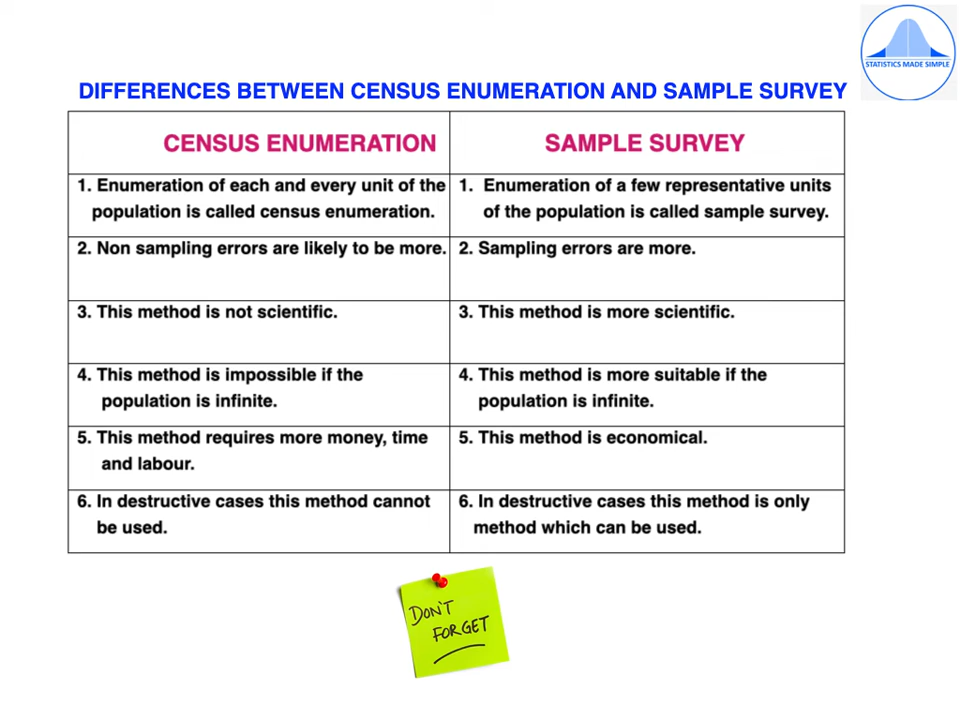 STATISTICS MADE SIMPLE
DIFFERENCES BETWEEN CENSUS ENUMERATION AND SAMPLE SURVEY
CENSUS ENUMERATION
SAMPLE SURVEY
1. Enumeration of each and every unit of the
population is called census enumeration.
1. Enumeration of a few representative units
of the population is called sample survey.
2. Non sampling errors are likely to be more.
2. Sampling errors are more.
3. This method is not scientific.
3. This method is more scientific.
4. This method is impossible if the
population is infinite.
4. This method is more suitable if the
population is infinite.
5. This method requires more money, time
and labour.
5. This method is economical.
6. In destructive cases this method cannot
be used.
6. In destructive cases this method is only
method which can be used.
DON'T
FORGET